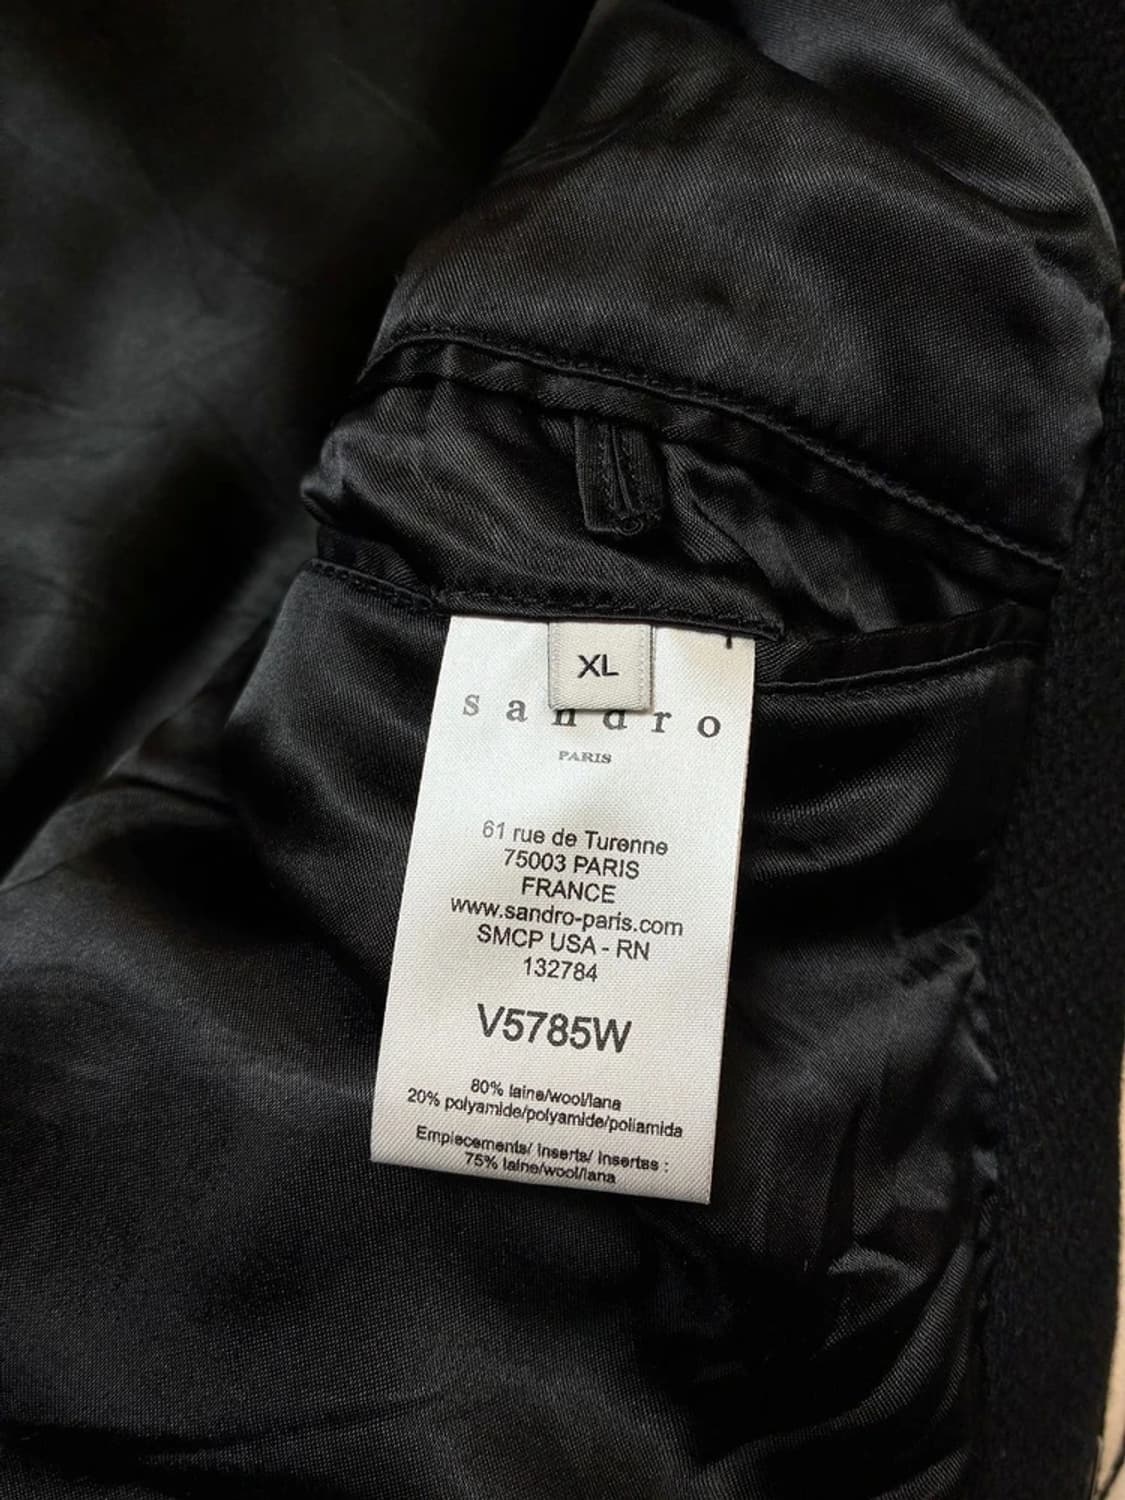 XL
sandro
PARIS
61 rue de Turenne
75003 PARIS
FRANCE
www.sandro-paris.com
SMCP USA - RN
132784
V5785W
80% laine/wool/lana
20% polyamide/polyamide/poliamida
Empiecements/ inserts/ insertes :
75% laine/wool/lana